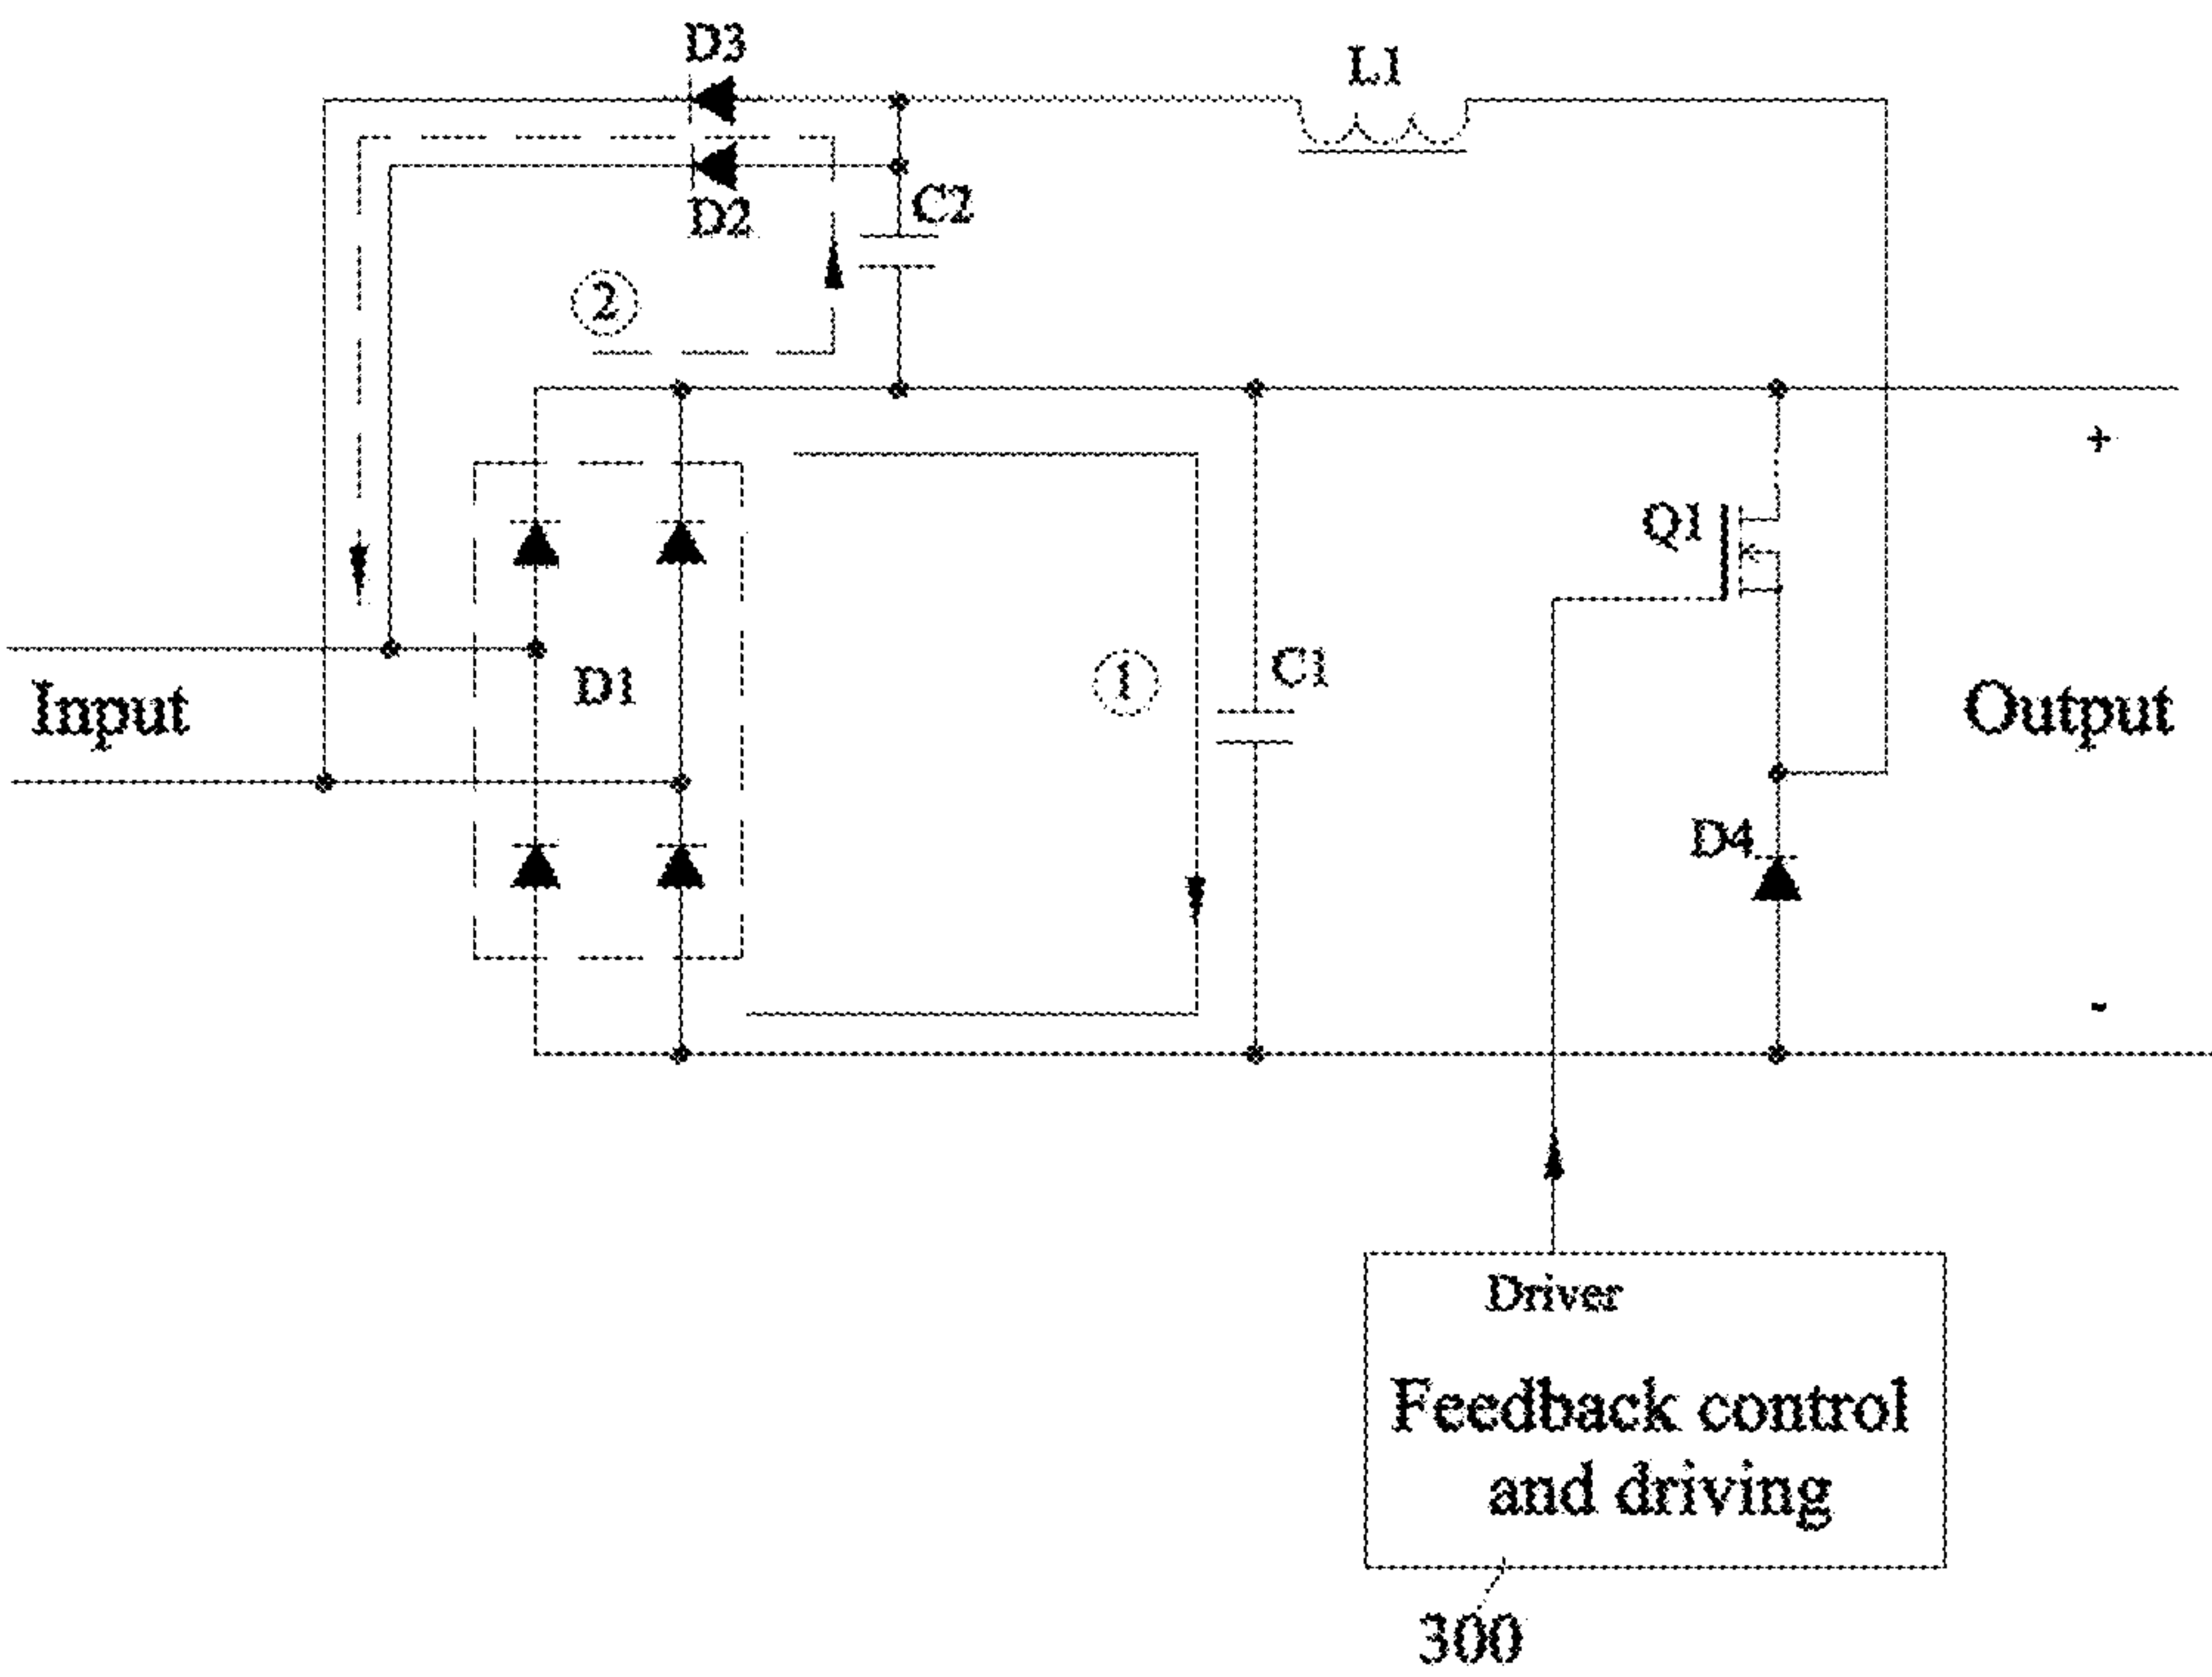 D3
L1
D2
C2
2
+
Q1
1
C1
D1
Input
Output
D4
-
Driver
Feedback control
and driving
300